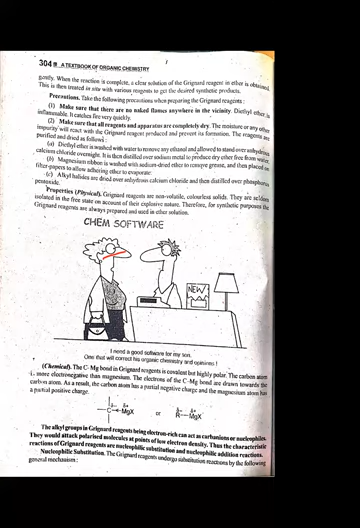 304 A TEXTBOOK OF ORGANIC CHEMISTRY
gently. When the reaction is complete, a clear solution of the Grignard reagent in ether is obtained.
This is then treated in situ with various reagents to get the desired synthetic products.
Precautions. Take the following precautions when preparing the Grignard reagents :
(1) Make sure that there are no naked flames anywhere in the vicinity. Diethyl ether is
inflammable. It catches fire very quickly.
(2) Make sure that all reagents and apparatus are completely dry. The moisture or any other
impurity will react with the Grignard reagent produced and prevent its formation. The reagents are
purified and dried as follows :
(a) Diethyl ether is washed with water to remove any ethanol and allowed to stand over anhydrous
calcium chloride overnight. It is then distilled over sodium metal to produce dry ether free from water.
(b) Magnesium ribbon is washed with sodium-dried ether to remove grease, and then placed on
filter-papers to allow adhering ether to evaporate.
(c) Alkyl halides are dried over anhydrous calcium chloride and then distilled over phosphorus
pentoxide.
Properties (Physical). Grignard reagents are non-volatile, colourless solids. They are seldom
isolated in the free state on account of their explosive nature. Therefore, for synthetic purposes the
Grignard reagents are always prepared and used in ether solution.
CHEM SOFTWARE
NEW
I need a good software for my son.
One that will correct his organic chemistry and opinions !
(Chemical). The C–Mg bond in Grignard reagents is covalent but highly polar. The carbon atom
is more electronegative than magnesium. The electrons of the C–Mg bond are drawn towards the
carbon atom. As a result, the carbon atom has a partial negative charge and the magnesium atom has
a partial positive charge.
δ– δ+ δ– δ+
—C—MgX or R—MgX
The alkyl groups in Grignard reagents being electron-rich can act as carbanions or nucleophiles.
They would attack polarised molecules at points of low electron density. Thus the characteristic
reactions of Grignard reagents are nucleophilic substitution and nucleophilic addition reactions.
Nucleophilic Substitution. The Grignard reagents undergo substitution reactions by the following
general mechanism :